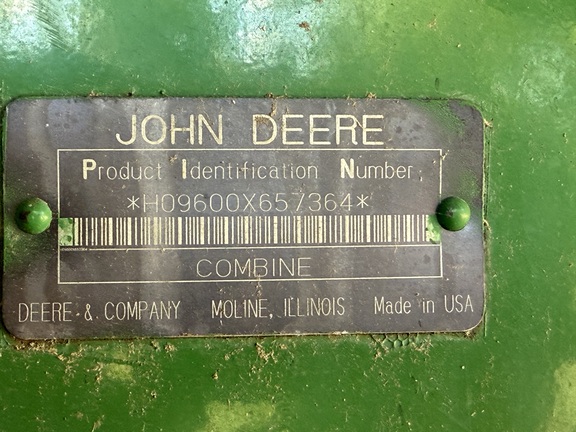 JOHN DEERE
Product Identification Number
*H09600X657364*
COMBINE
DEERE & COMPANY MOLINE, ILLINOIS Made in USA